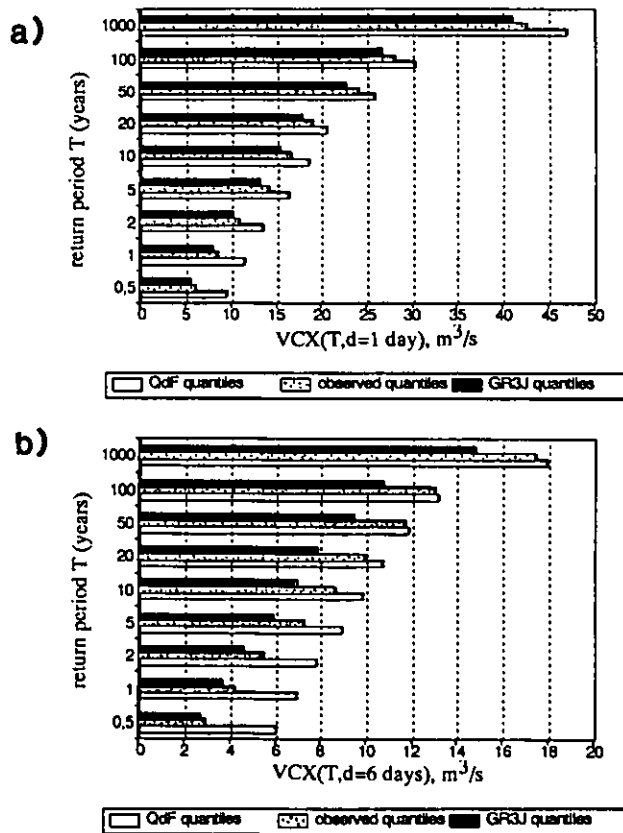 a)
return period T (years)
1000
100
50
20
10
5
2
1
0,5
0 5 10 15 20 25 30 35 40 45 50
VCX(T,d=1 day), m³/s
QdF quantiles observed quantiles GR3J quantiles
b)
return period T (years)
1000
100
50
20
10
5
2
1
0,5
0 2 4 6 8 10 12 14 16 18 20
VCX(T,d=6 days), m³/s
QdF quantiles observed quantiles GR3J quantiles